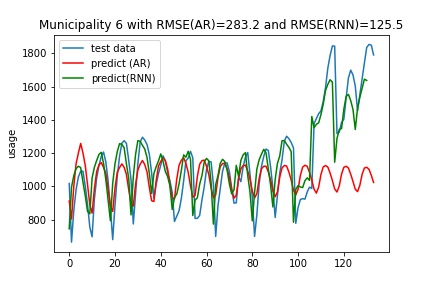 Municipality 6 with RMSE(AR)=283.2 and RMSE(RNN)=125.5
test data
predict (AR)
predict(RNN)
usage
1800
1600
1400
1200
1000
800
0 20 40 60 80 100 120